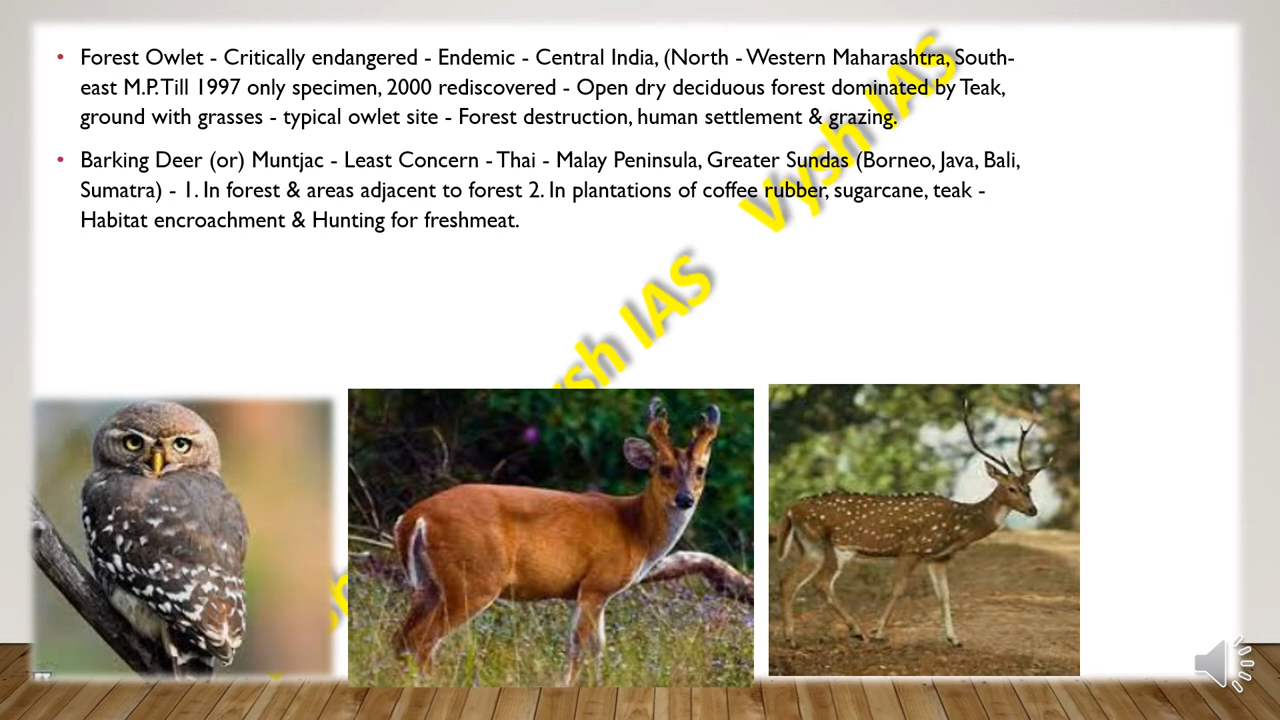 • Forest Owlet - Critically endangered - Endemic - Central India, (North - Western Maharashtra, South-
east M.P. Till 1997 only specimen, 2000 rediscovered - Open dry deciduous forest dominated by Teak,
ground with grasses - typical owlet site - Forest destruction, human settlement & grazing.
• Barking Deer (or) Muntjac - Least Concern - Thai - Malay Peninsula, Greater Sundas (Borneo, Java, Bali,
Sumatra) - 1. In forest & areas adjacent to forest 2. In plantations of coffee rubber, sugarcane, teak -
Habitat encroachment & Hunting for freshmeat.
Vysh IAS
ysh IAS